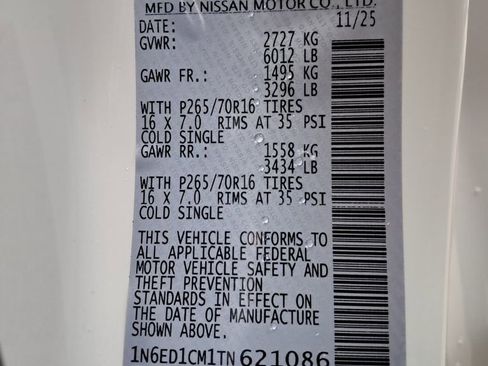 MFD BY NISSAN MOTOR CO., LTD.
DATE: 11/25
GVWR: 2727 KG
6012 LB
GAWR FR.: 1495 KG
3296 LB
WITH P265/70R16 TIRES
16 X 7.0 RIMS AT 35 PSI
COLD SINGLE
GAWR RR.: 1558 KG
3434 LB
WITH P265/70R16 TIRES
16 X 7.0 RIMS AT 35 PSI
COLD SINGLE
THIS VEHICLE CONFORMS TO
ALL APPLICABLE FEDERAL
MOTOR VEHICLE SAFETY AND
THEFT PREVENTION
STANDARDS IN EFFECT ON
THE DATE OF MANUFACTURE
SHOWN ABOVE.
1N6ED1CM1TN621086